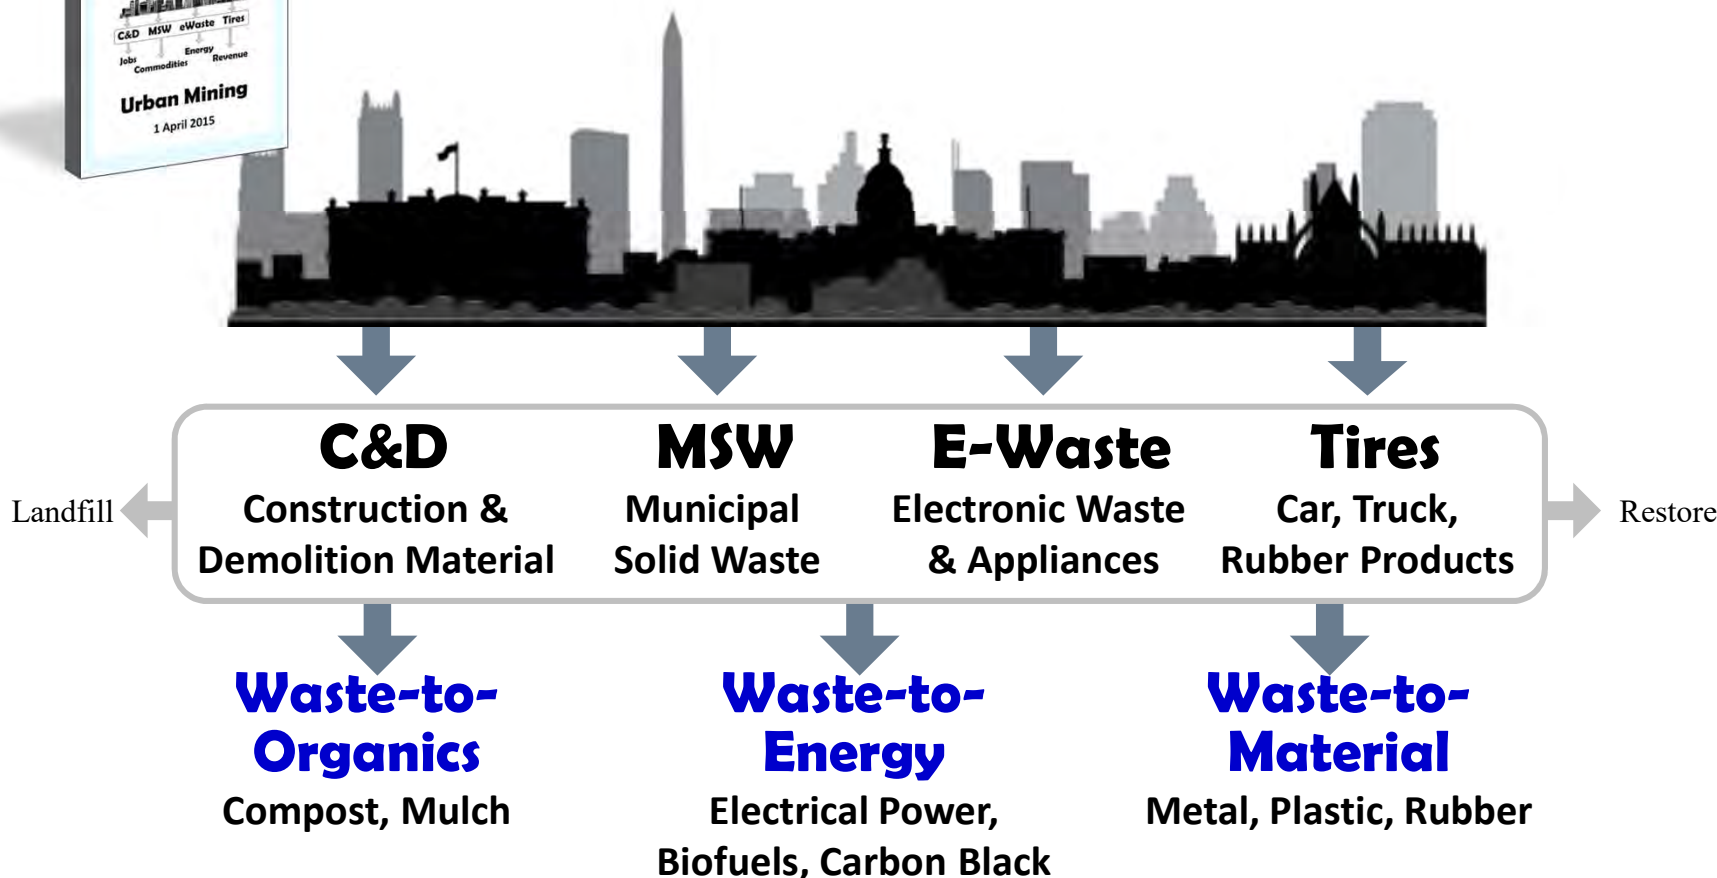 C&D MSW eWaste Tires
Jobs
Commodities
Energy
Revenue
Urban Mining
1 April 2015
C&D
Construction &
Demolition Material
MSW
Municipal
Solid Waste
E-Waste
Electronic Waste
& Appliances
Tires
Car, Truck,
Rubber Products
Landfill
Restore
Waste-to-
Organics
Compost, Mulch
Waste-to-
Energy
Electrical Power,
Biofuels, Carbon Black
Waste-to-
Material
Metal, Plastic, Rubber